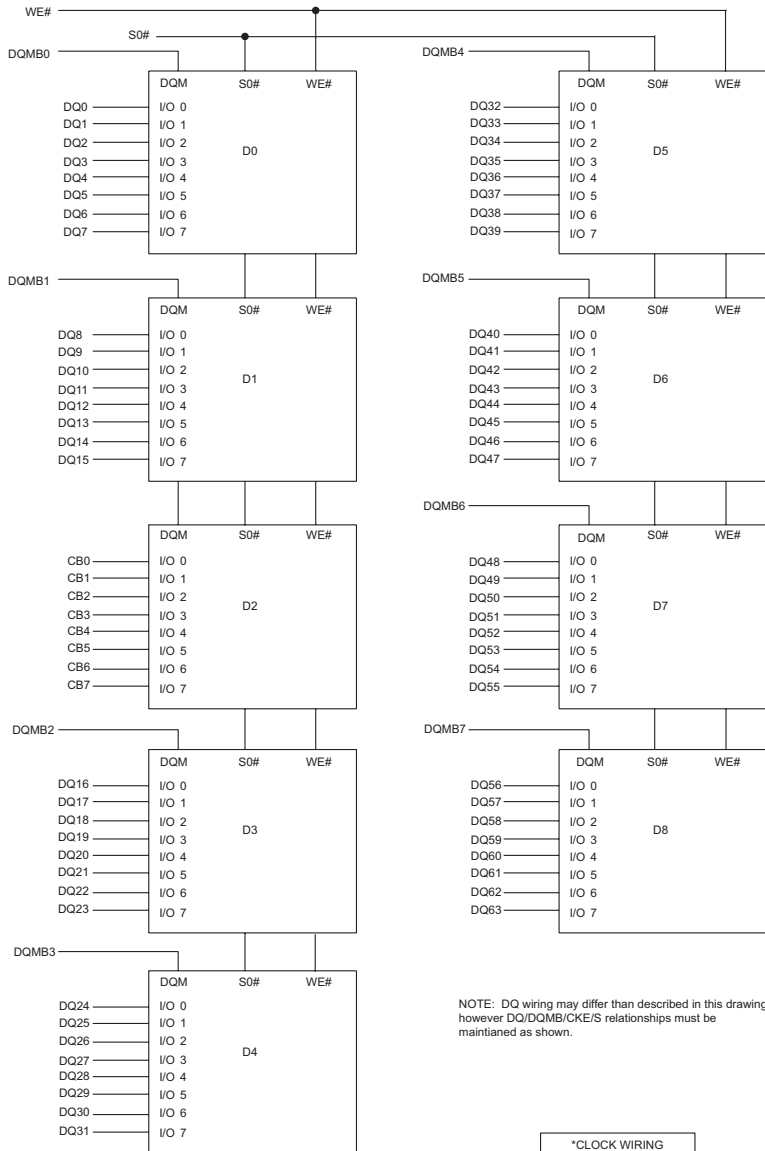 WE#
S0#
DQMB0
DQM S0# WE#
DQ0 I/O 0
DQ1 I/O 1
DQ2 I/O 2
DQ3 I/O 3
DQ4 I/O 4
DQ5 I/O 5
DQ6 I/O 6
DQ7 I/O 7
D0
DQMB1
DQM S0# WE#
DQ8 I/O 0
DQ9 I/O 1
DQ10 I/O 2
DQ11 I/O 3
DQ12 I/O 4
DQ13 I/O 5
DQ14 I/O 6
DQ15 I/O 7
D1
DQM S0# WE#
CB0 I/O 0
CB1 I/O 1
CB2 I/O 2
CB3 I/O 3
CB4 I/O 4
CB5 I/O 5
CB6 I/O 6
CB7 I/O 7
D2
DQMB2
DQM S0# WE#
DQ16 I/O 0
DQ17 I/O 1
DQ18 I/O 2
DQ19 I/O 3
DQ20 I/O 4
DQ21 I/O 5
DQ22 I/O 6
DQ23 I/O 7
D3
DQMB3
DQM S0# WE#
DQ24 I/O 0
DQ25 I/O 1
DQ26 I/O 2
DQ27 I/O 3
DQ28 I/O 4
DQ29 I/O 5
DQ30 I/O 6
DQ31 I/O 7
D4
DQMB4
DQM S0# WE#
DQ32 I/O 0
DQ33 I/O 1
DQ34 I/O 2
DQ35 I/O 3
DQ36 I/O 4
DQ37 I/O 5
DQ38 I/O 6
DQ39 I/O 7
D5
DQMB5
DQM S0# WE#
DQ40 I/O 0
DQ41 I/O 1
DQ42 I/O 2
DQ43 I/O 3
DQ44 I/O 4
DQ45 I/O 5
DQ46 I/O 6
DQ47 I/O 7
D6
DQMB6
DQM S0# WE#
DQ48 I/O 0
DQ49 I/O 1
DQ50 I/O 2
DQ51 I/O 3
DQ52 I/O 4
DQ53 I/O 5
DQ54 I/O 6
DQ55 I/O 7
D7
DQMB7
DQM S0# WE#
DQ56 I/O 0
DQ57 I/O 1
DQ58 I/O 2
DQ59 I/O 3
DQ60 I/O 4
DQ61 I/O 5
DQ62 I/O 6
DQ63 I/O 7
D8
NOTE: DQ wiring may differ than described in this drawing
however DQ/DQMB/CKE/S relationships must be
maintianed as shown.
*CLOCK WIRING